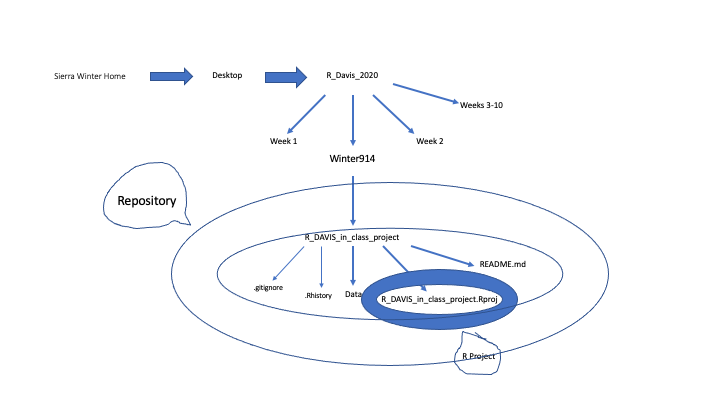 Sierra Winter Home
Desktop
R_Davis_2020
Weeks 3-10
Week 1
Week 2
Winter914
Repository
R_DAVIS_in_class_project
README.md
.gitignore
.Rhistory
Data
R_DAVIS_in_class_project.Rproj
R Project